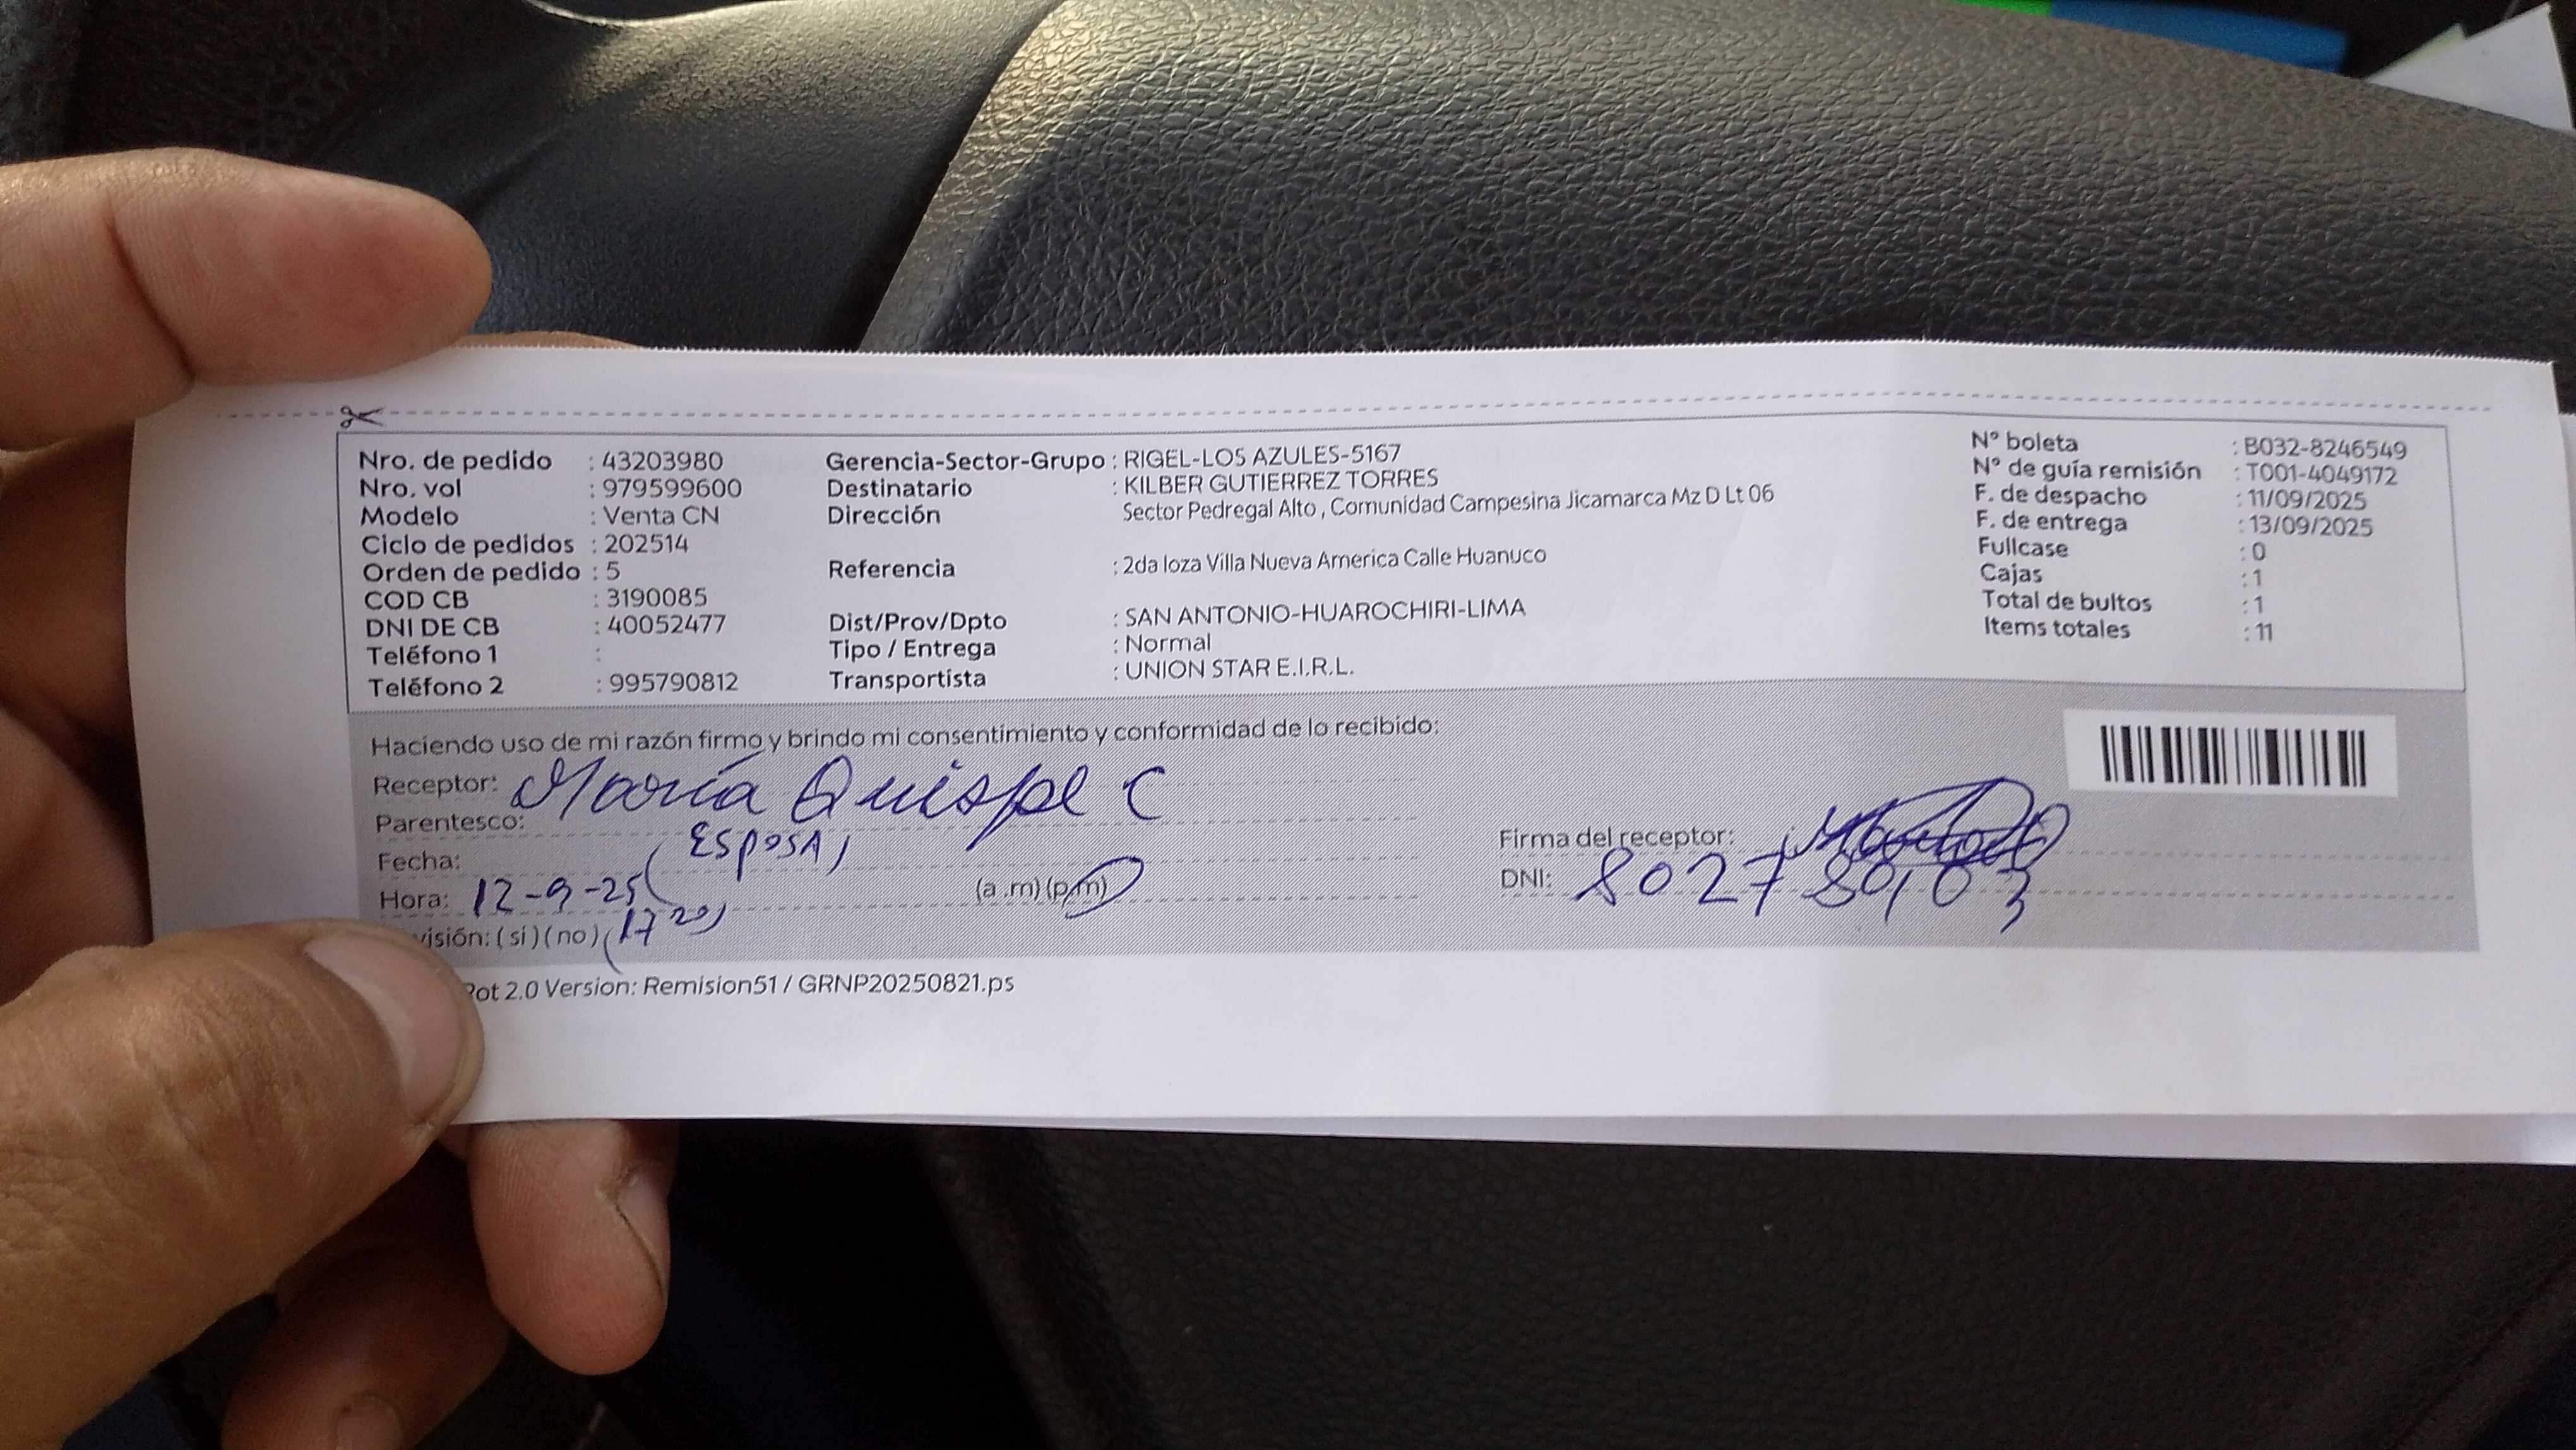 Nro. de pedido : 43203980
Nro. vol : 979599600
Modelo : Venta CN
Ciclo de pedidos : 202514
Orden de pedido : 5
COD CB : 3190085
DNI DE CB : 40052477
Teléfono 1 :
Teléfono 2 : 995790812
Gerencia-Sector-Grupo : RIGEL-LOS AZULES-5167
Destinatario : KILBER GUTIERREZ TORRES
Dirección Sector Pedregal Alto , Comunidad Campesina Jicamarca Mz D Lt 06
Referencia : 2da loza Villa Nueva America Calle Huanuco
Dist/Prov/Dpto : SAN ANTONIO-HUAROCHIRI-LIMA
Tipo / Entrega : Normal
Transportista : UNION STAR E.I.R.L.
N° boleta : B032-8246549
N° de guía remisión : T001-4049172
F. de despacho : 11/09/2025
F. de entrega : 13/09/2025
Fullcase : 0
Cajas : 1
Total de bultos : 1
Items totales : 11
Haciendo uso de mi razón firmo y brindo mi consentimiento y conformidad de lo recibido:
Receptor: María Quispe C
Parentesco: (ESPOSA)
Fecha:
Hora: 12-9-25 (a .m) (p.m)
visión: ( si ) ( no ) (17 20)
Firma del receptor:
DNI:
Pot 2.0 Version: Remision51 / GRNP20250821.ps